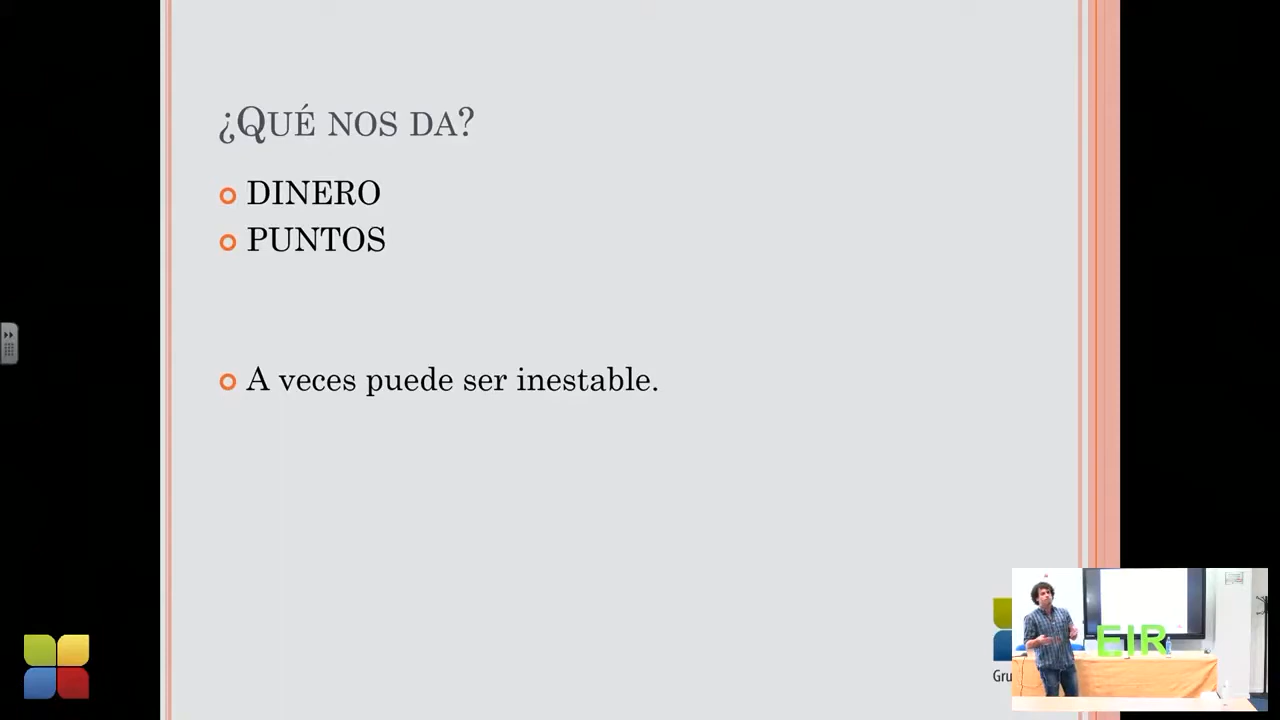 ¿QUÉ NOS DA?
DINERO
PUNTOS
A veces puede ser inestable.
EIR
Gru